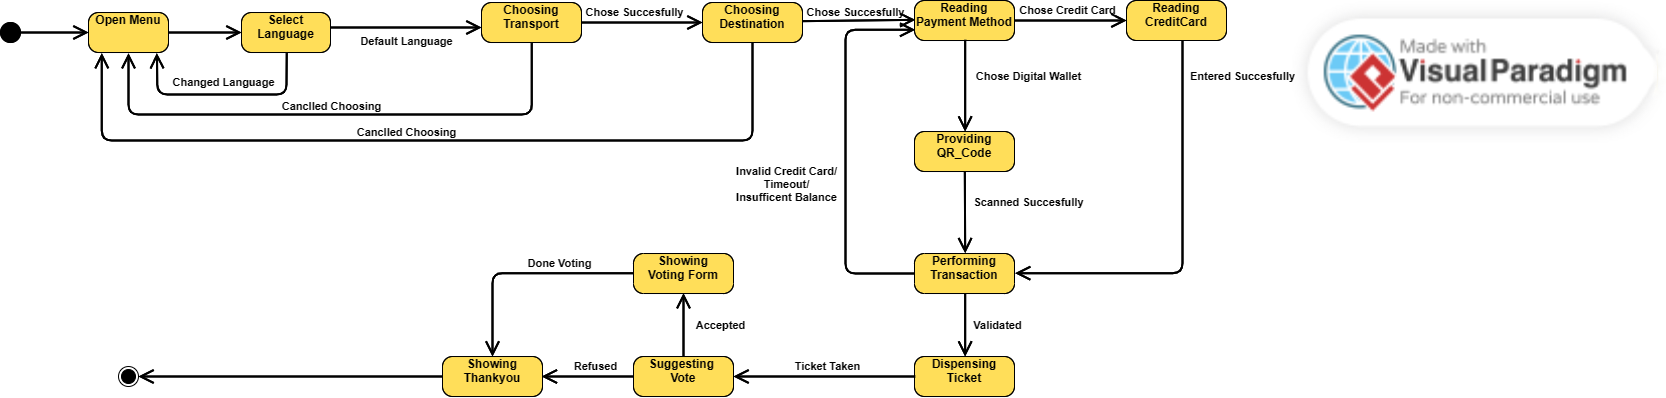 Open Menu
Select
Language
Default Language
Changed Language
Choosing
Transport
Chose Succesfully
Canclled Choosing
Choosing
Destination
Chose Succesfully
Canclled Choosing
Reading
Payment Method
Chose Credit Card
Reading
CreditCard
Chose Digital Wallet
Entered Succesfully
Providing
QR_Code
Invalid Credit Card/
Timeout/
Insufficent Balance
Scanned Succesfully
Performing
Transaction
Validated
Dispensing
Ticket
Ticket Taken
Suggesting
Vote
Accepted
Showing
Voting Form
Done Voting
Refused
Showing
Thankyou
Made with
Visual Paradigm
For non-commercial use